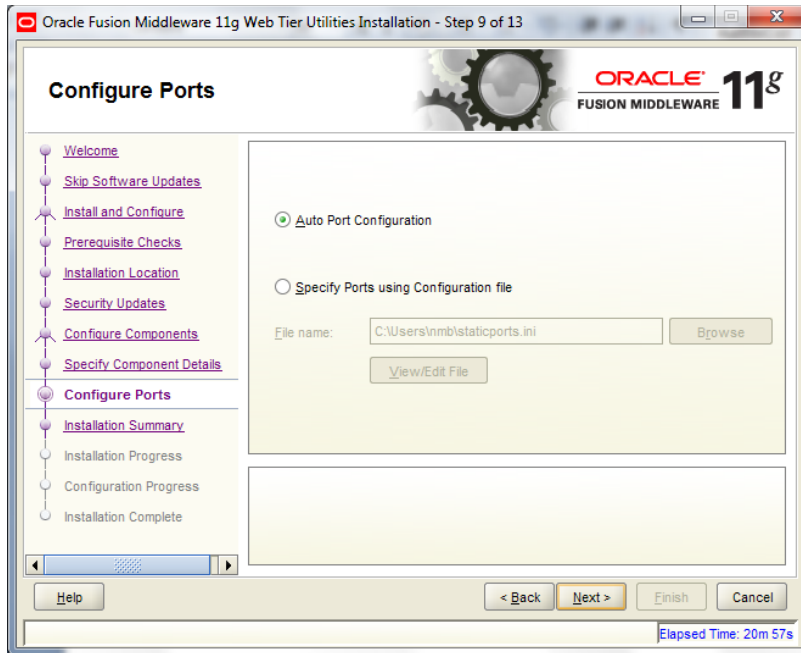 Oracle Fusion Middleware 11g Web Tier Utilities Installation - Step 9 of 13
Configure Ports
ORACLE
FUSION MIDDLEWARE 11g
Welcome
Skip Software Updates
Install and Configure
Prerequisite Checks
Installation Location
Security Updates
Configure Components
Specify Component Details
Configure Ports
Installation Summary
Installation Progress
Configuration Progress
Installation Complete
Auto Port Configuration
Specify Ports using Configuration file
File name: C:\Users\nmb\staticports.ini Browse
View/Edit File
Help < Back Next > Finish Cancel
Elapsed Time: 20m 57s